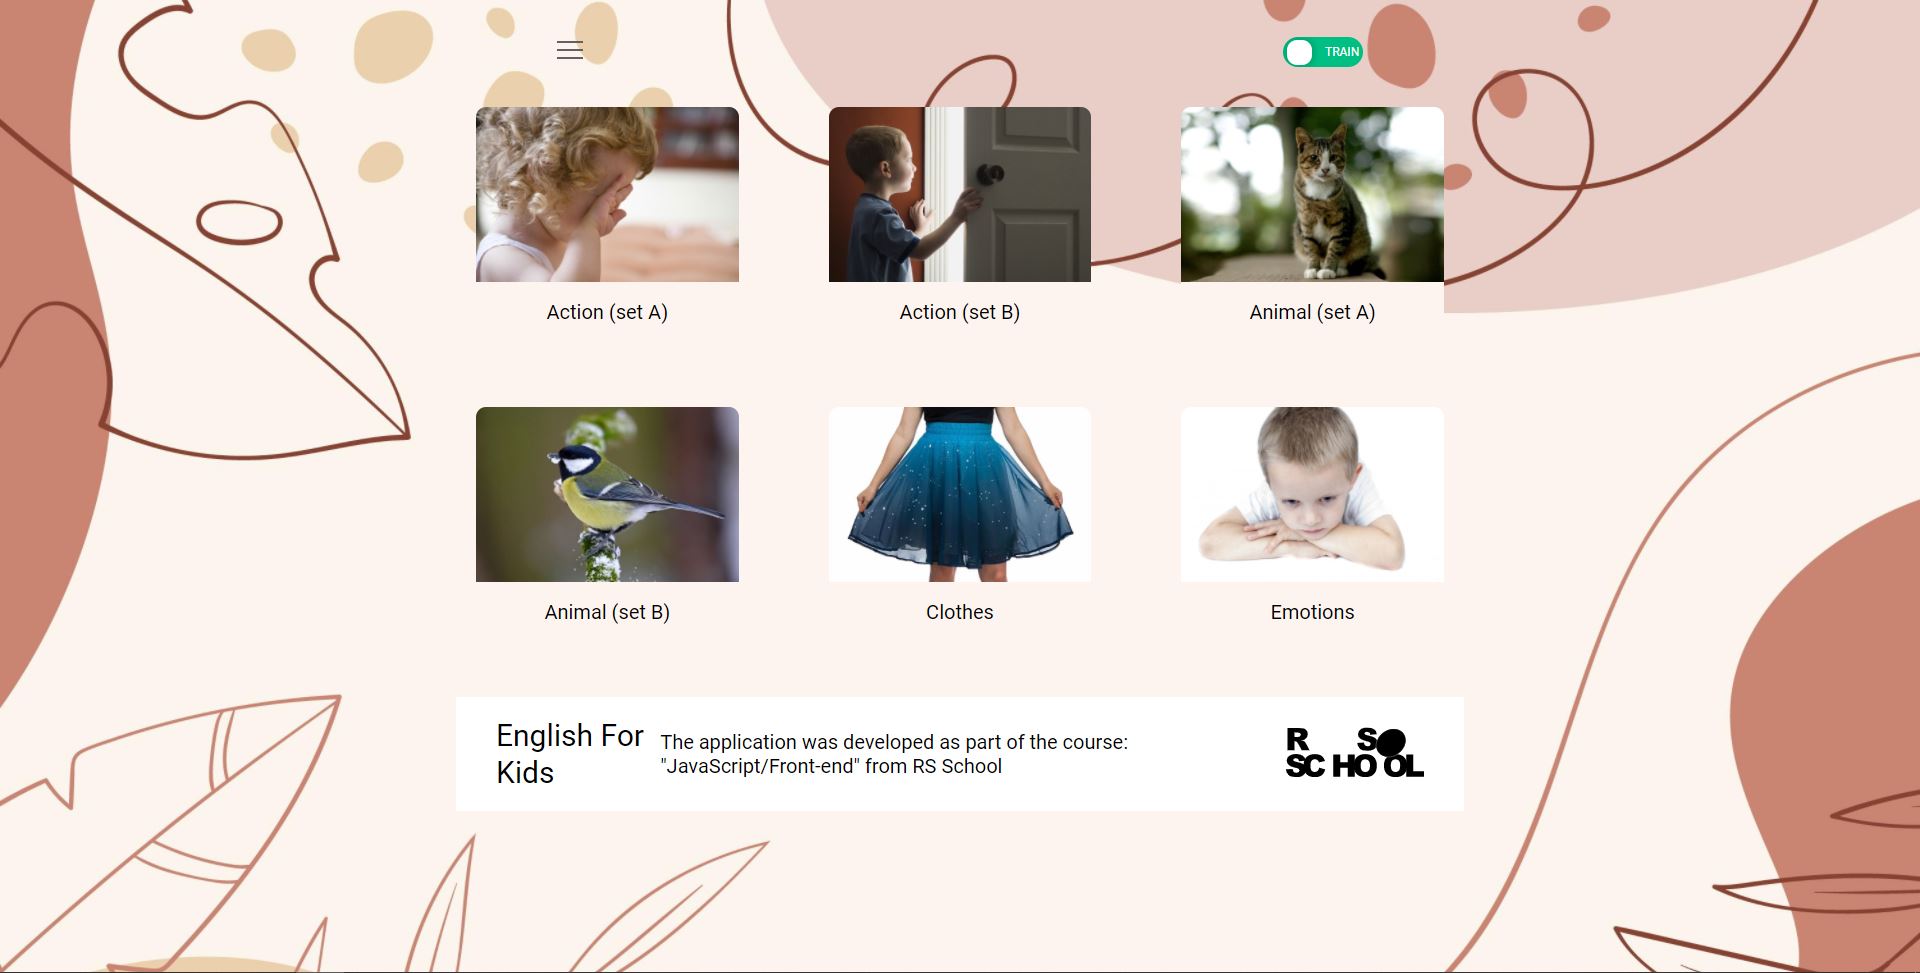 TRAIN
Action (set A)
Action (set B)
Animal (set A)
Animal (set B)
Clothes
Emotions
English For
Kids
The application was developed as part of the course:
"JavaScript/Front-end" from RS School
R S
SCHOOL